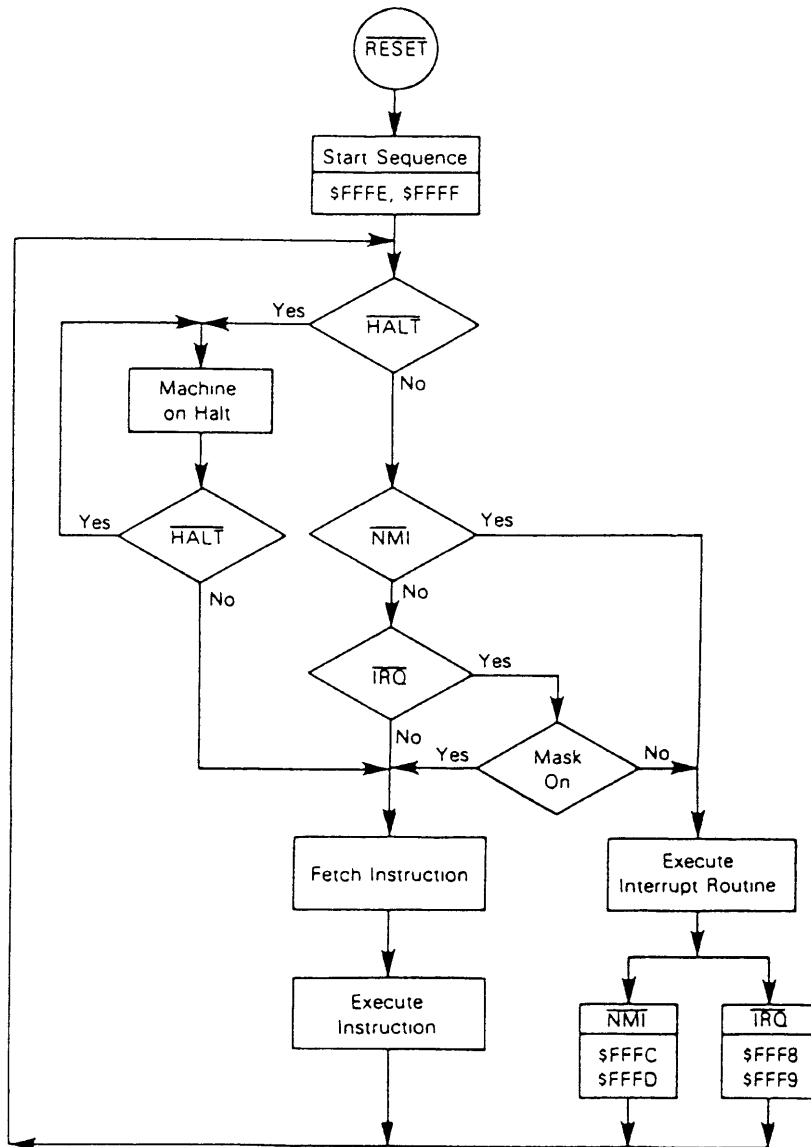 RESET
Start Sequence
$FFFE, $FFFF
Yes
HALT
No
Machine
on Halt
Yes
HALT
No
NMI
Yes
No
IRQ
Yes
No
Yes
Mask
On
No
Fetch Instruction
Execute
Interrupt Routine
Execute
Instruction
NMI
$FFFC
$FFFD
IRQ
$FFF8
$FFF9